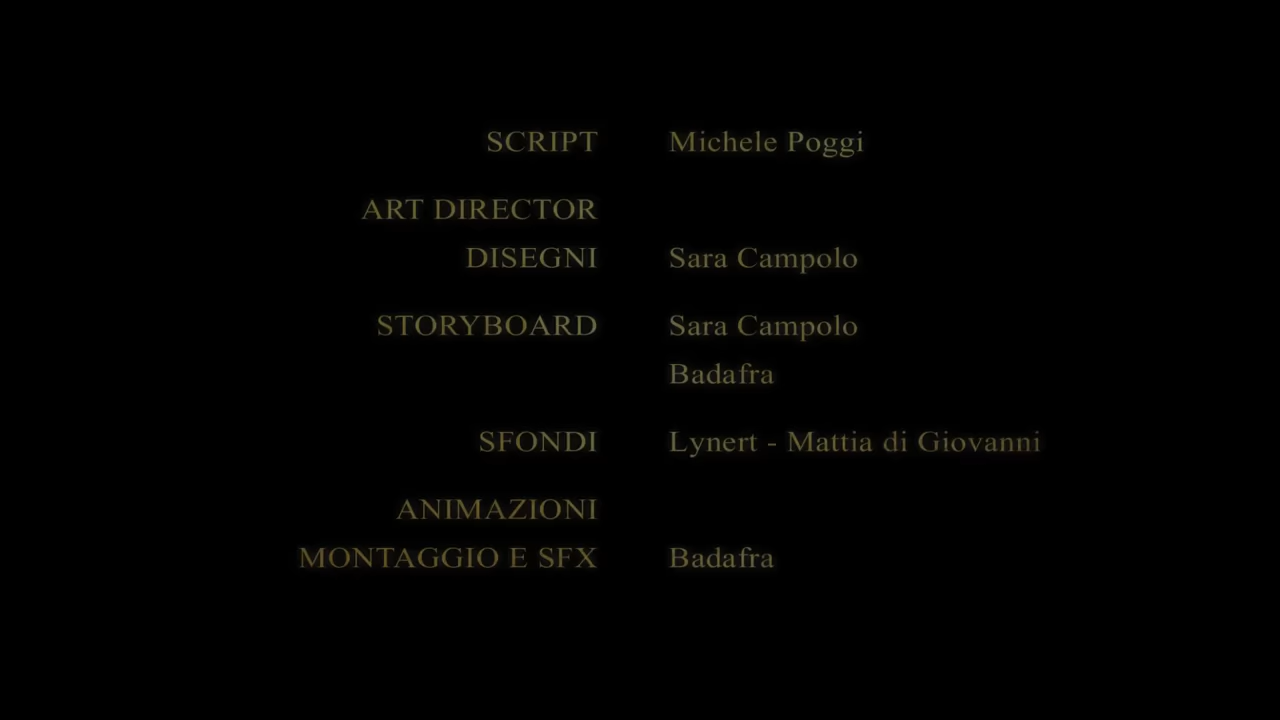 SCRIPT Michele Poggi
ART DIRECTOR
DISEGNI Sara Campolo
STORYBOARD Sara Campolo
Badafra
SFONDI Lynert - Mattia di Giovanni
ANIMAZIONI
MONTAGGIO E SFX Badafra